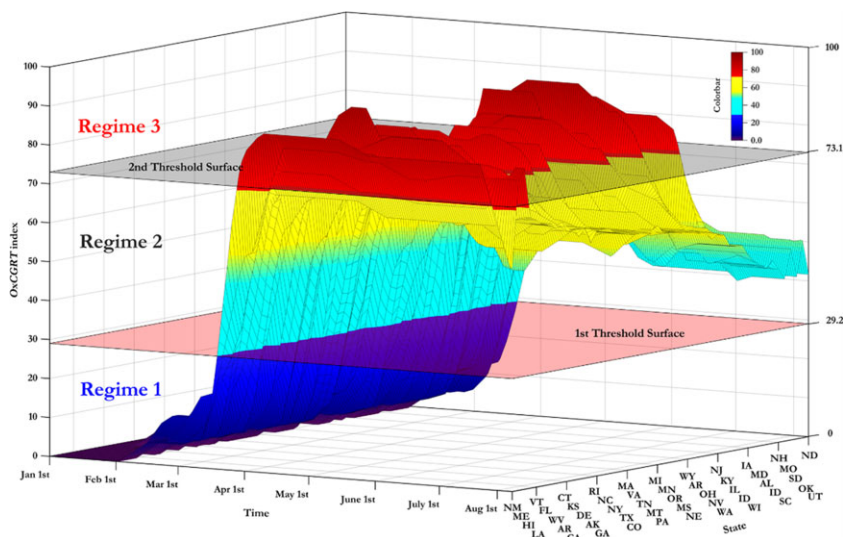 100
90
80
70
60
50
40
30
20
10
0
OxCGRT index
Regime 3
2nd Threshold Surface
Regime 2
1st Threshold Surface
Regime 1
Colorbar
100
80
60
40
20
0.0
100
73.1
29.2
0
Jan 1st
Feb 1st
Mar 1st
Apr 1st
May 1st
June 1st
July 1st
Aug 1st
Time
NM VT CT RI MA MI WY NJ IA NH ND
ME FL KS NC VA MN AR KY MD MO
HI WV DE NY TN OR OH IL AL SD
LA AR AK TX MT MS NV ID ID OK
GA CO PA NE WA WI SC UT
State